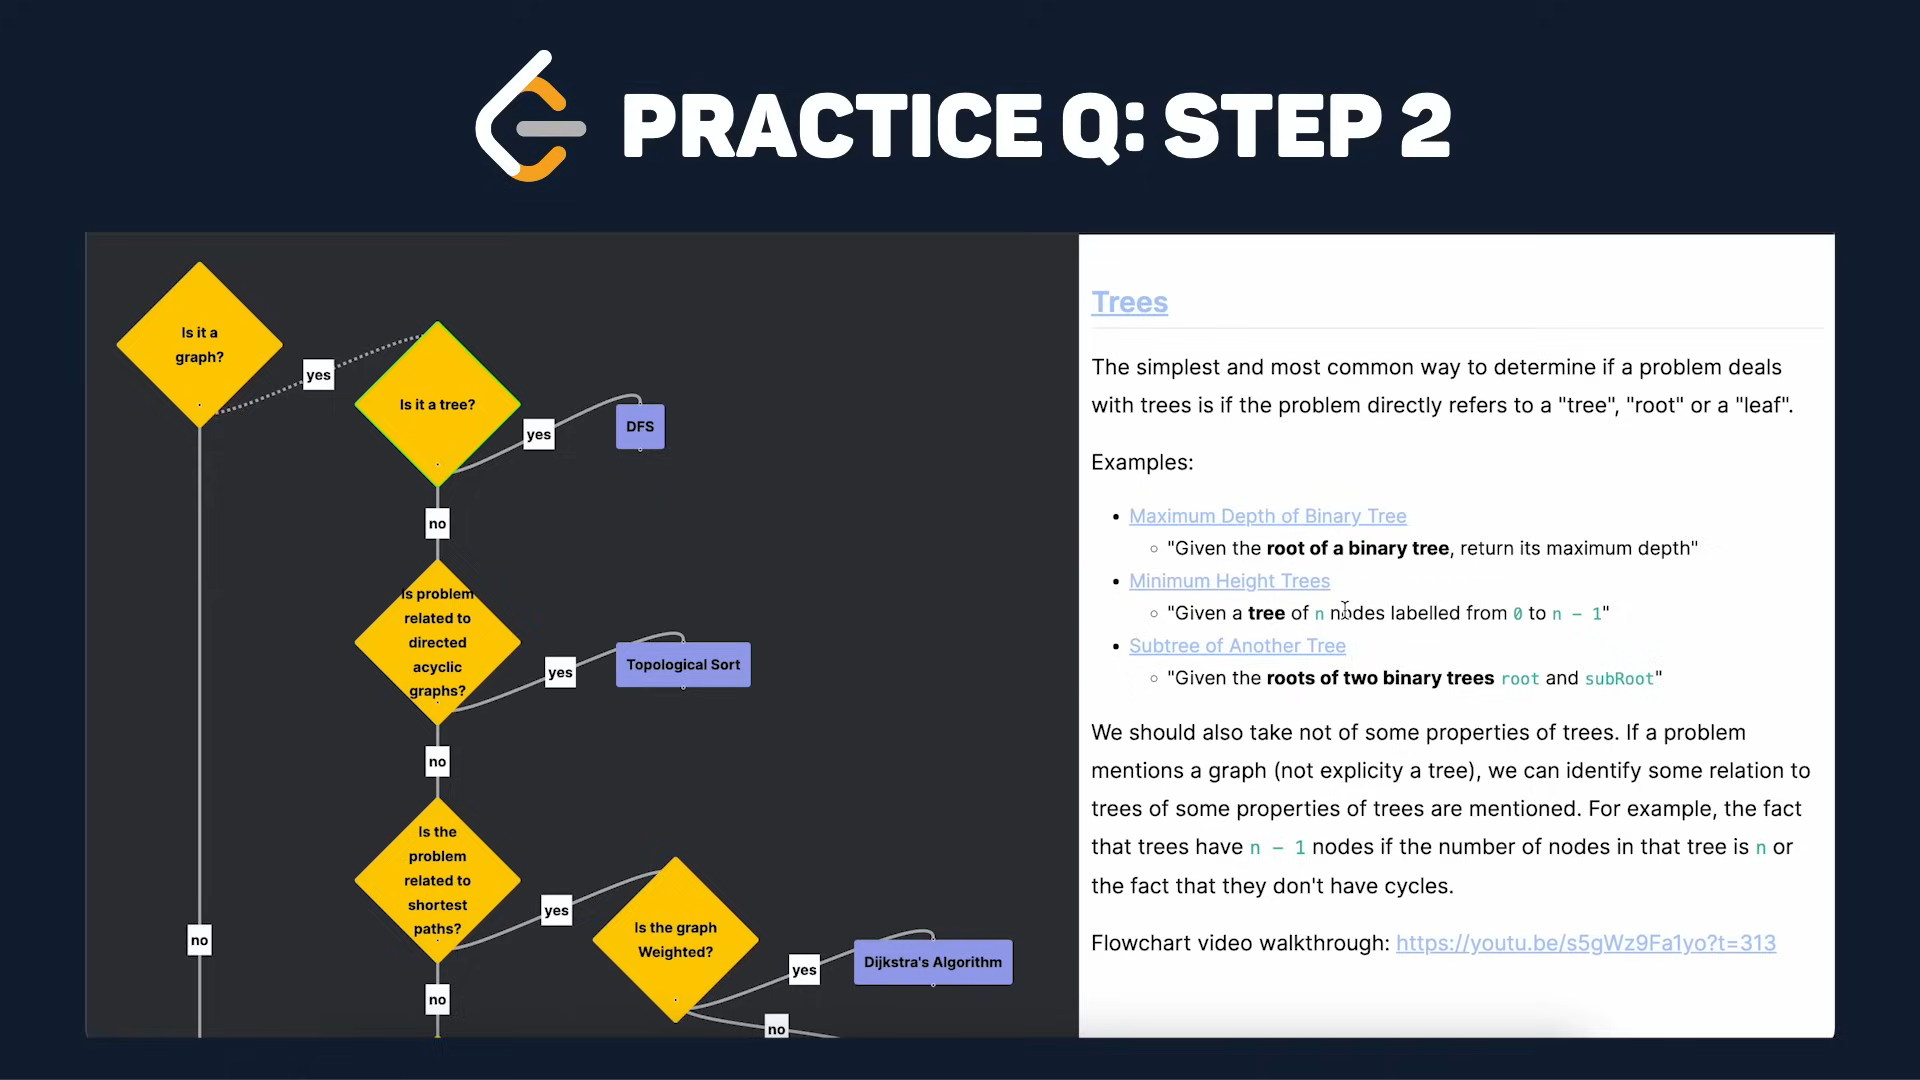 PRACTICE Q: STEP 2
Is it a
graph?
yes
Is it a tree?
yes
DFS
no
Is problem
related to
directed
acyclic
graphs?
yes
Topological Sort
no
Is the
problem
related to
shortest
paths?
yes
Is the graph
Weighted?
yes
Dijkstra's Algorithm
no
no
no
Trees
The simplest and most common way to determine if a problem deals
with trees is if the problem directly refers to a "tree", "root" or a "leaf".
Examples:
Maximum Depth of Binary Tree
"Given the root of a binary tree, return its maximum depth"
Minimum Height Trees
"Given a tree of n nodes labelled from 0 to n - 1"
Subtree of Another Tree
"Given the roots of two binary trees root and subRoot"
We should also take not of some properties of trees. If a problem
mentions a graph (not explicity a tree), we can identify some relation to
trees of some properties of trees are mentioned. For example, the fact
that trees have n - 1 nodes if the number of nodes in that tree is n or
the fact that they don't have cycles.
Flowchart video walkthrough: https://youtu.be/s5gWz9Fa1yo?t=313